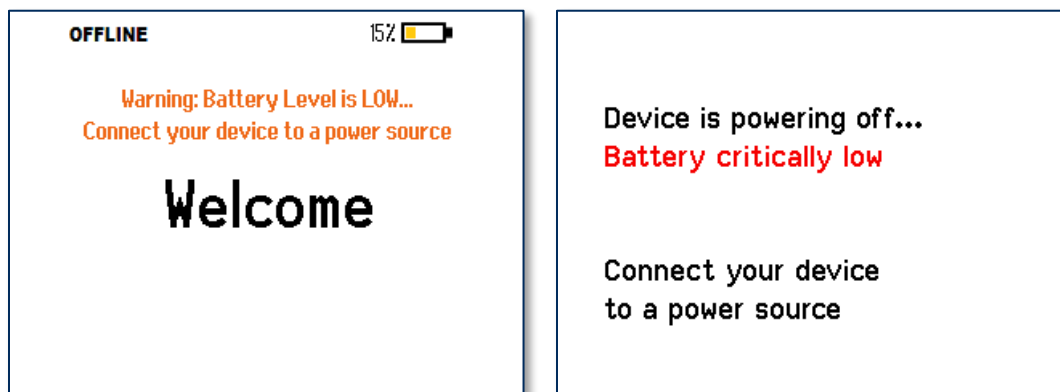 OFFLINE 15%
Warning: Battery Level is LOW...
Connect your device to a power source
Welcome
Device is powering off...
Battery critically low
Connect your device
to a power source